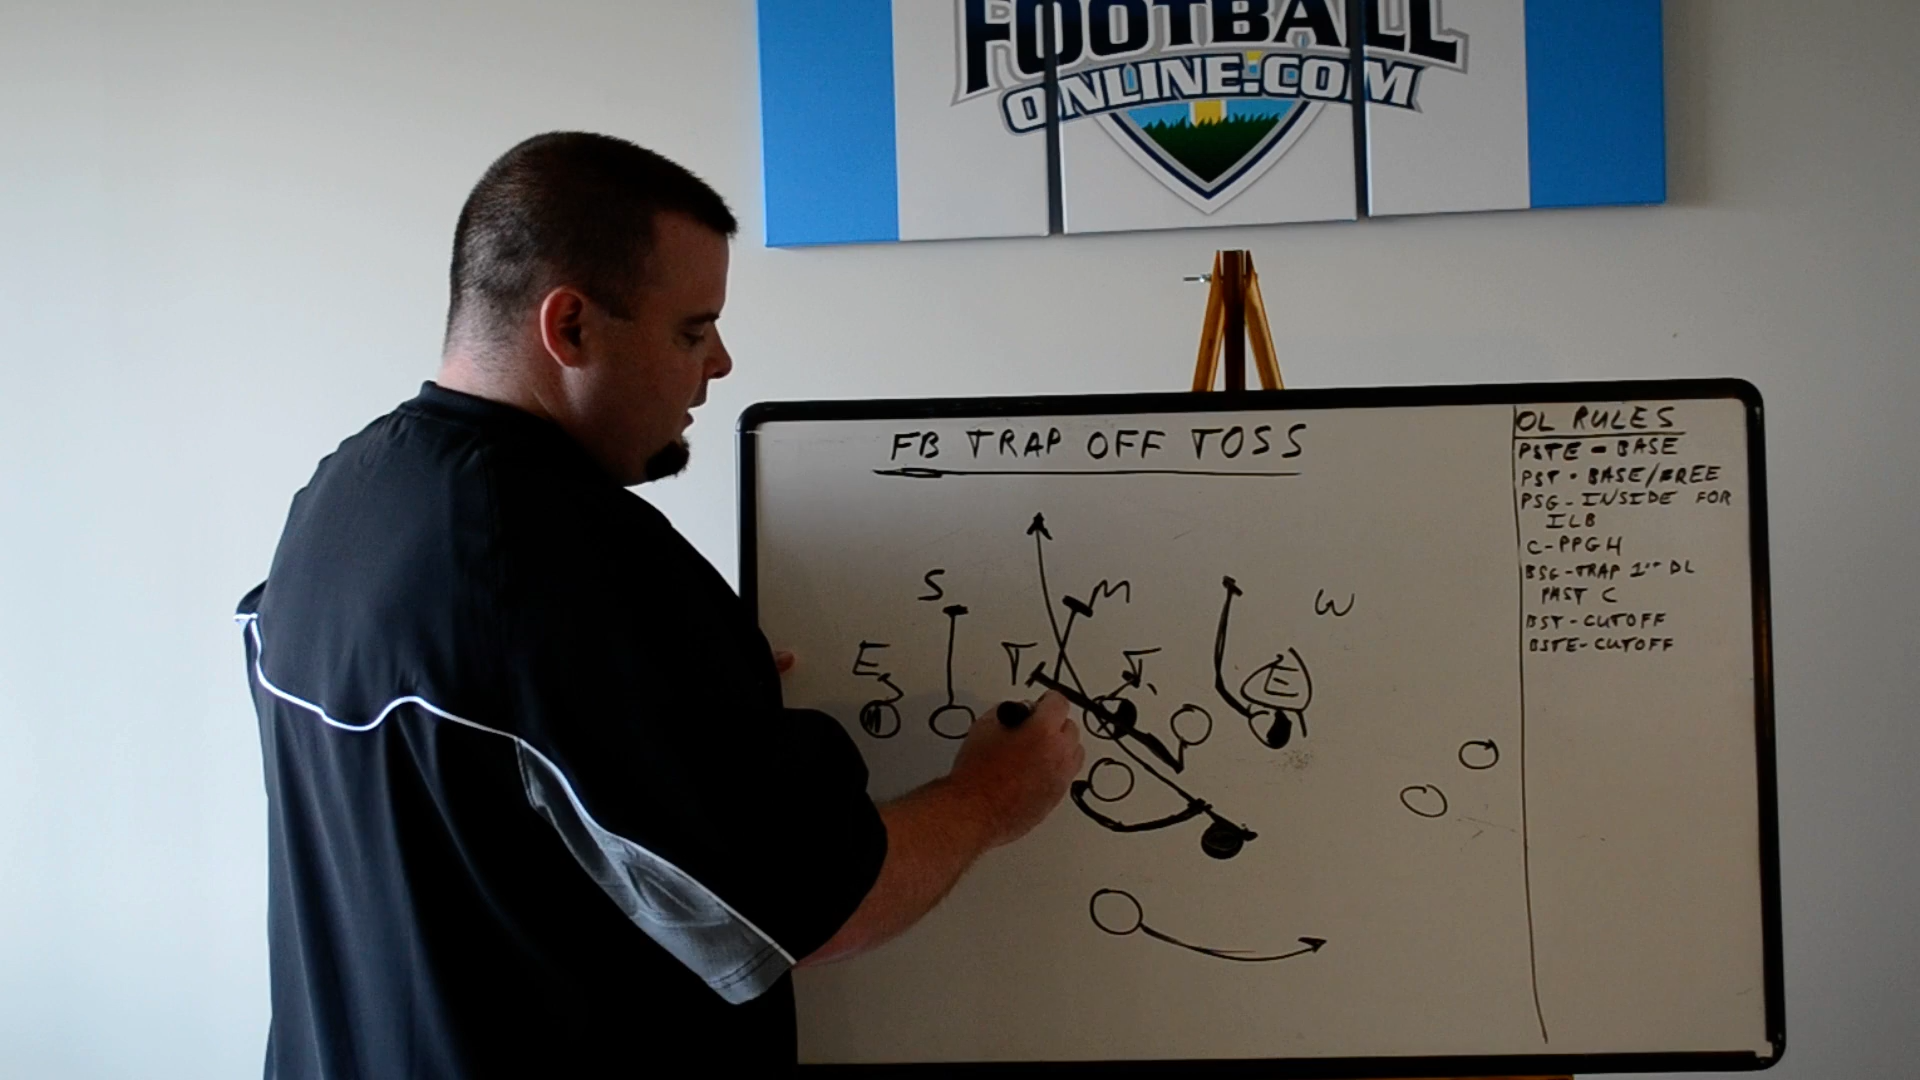 FOOTBALL
ONLINE.COM
FB TRAP OFF TOSS
OL RULES
PSTE - BASE
PST - BASE/FREE
PSG - INSIDE FOR
ILB
C-PPGH
BSG-TRAP 1ST DL
PAST C
BST-CUTOFF
BSTE-CUTOFF
S
M
W
E
T
T
E